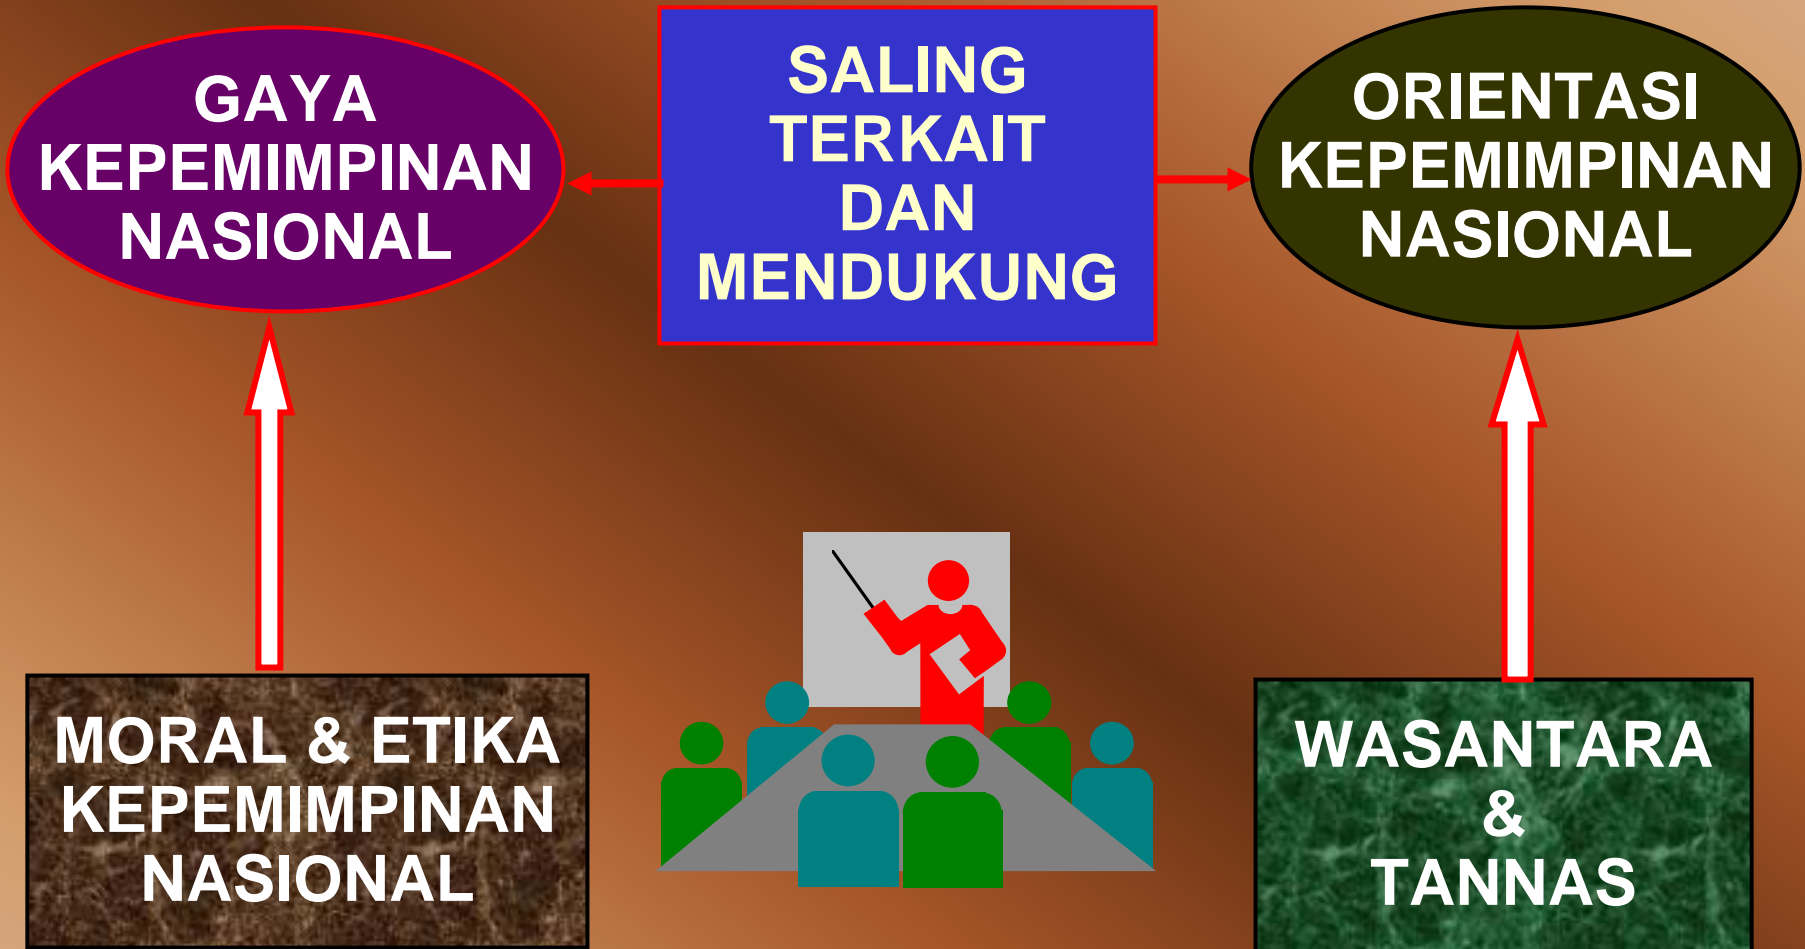 GAYA
KEPEMIMPINAN
NASIONAL
SALING
TERKAIT
DAN
MENDUKUNG
ORIENTASI
KEPEMIMPINAN
NASIONAL
MORAL & ETIKA
KEPEMIMPINAN
NASIONAL
WASANTARA
&
TANNAS